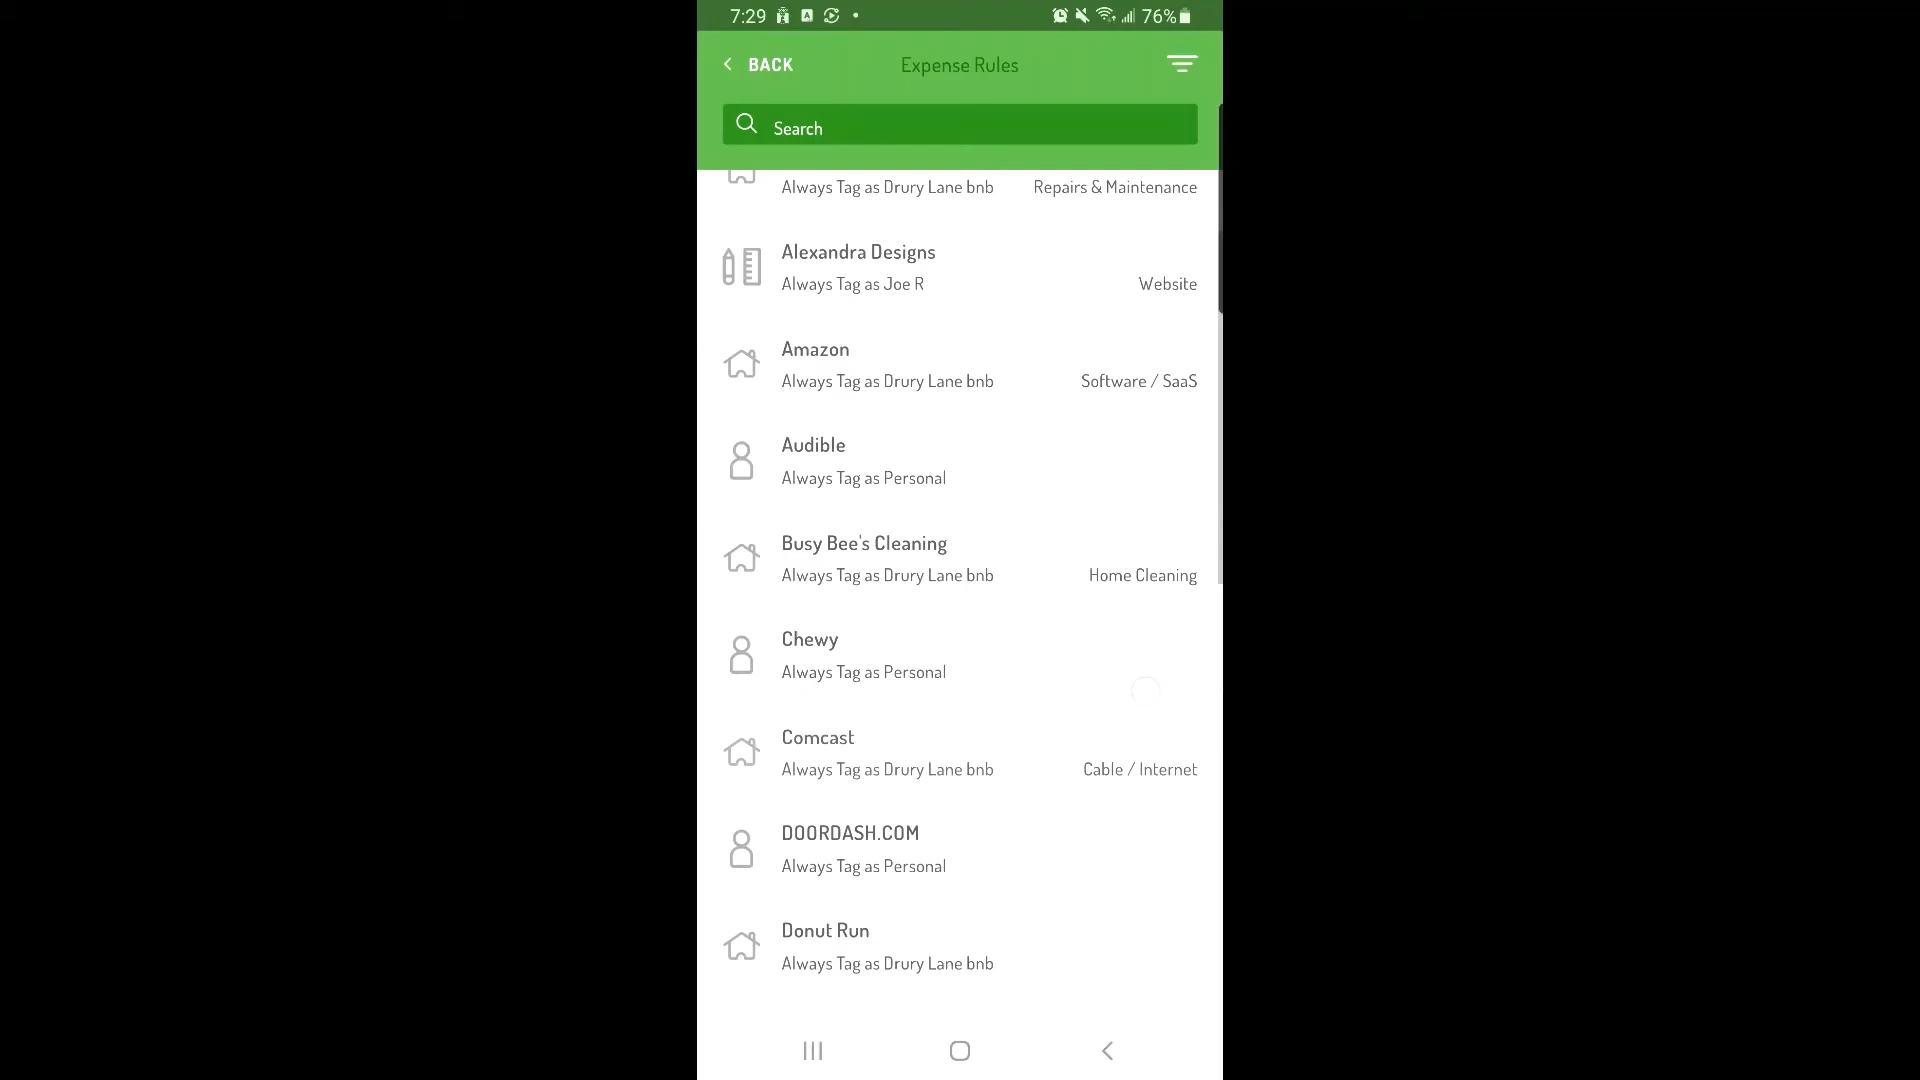 7:29 76%
BACK Expense Rules
Search
Always Tag as Drury Lane bnb Repairs & Maintenance
Alexandra Designs
Always Tag as Joe R Website
Amazon
Always Tag as Drury Lane bnb Software / SaaS
Audible
Always Tag as Personal
Busy Bee's Cleaning
Always Tag as Drury Lane bnb Home Cleaning
Chewy
Always Tag as Personal
Comcast
Always Tag as Drury Lane bnb Cable / Internet
DOORDASH.COM
Always Tag as Personal
Donut Run
Always Tag as Drury Lane bnb